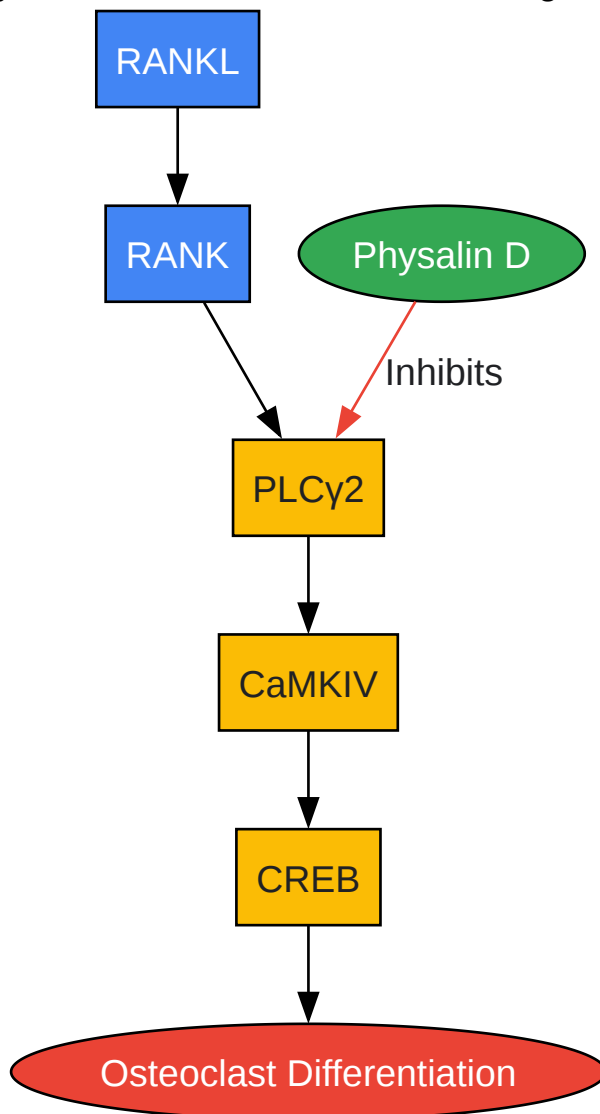 RANKL
RANK
Physalin D
Inhibits
PLCγ2
CaMKIV
CREB
Osteoclast Differentiation